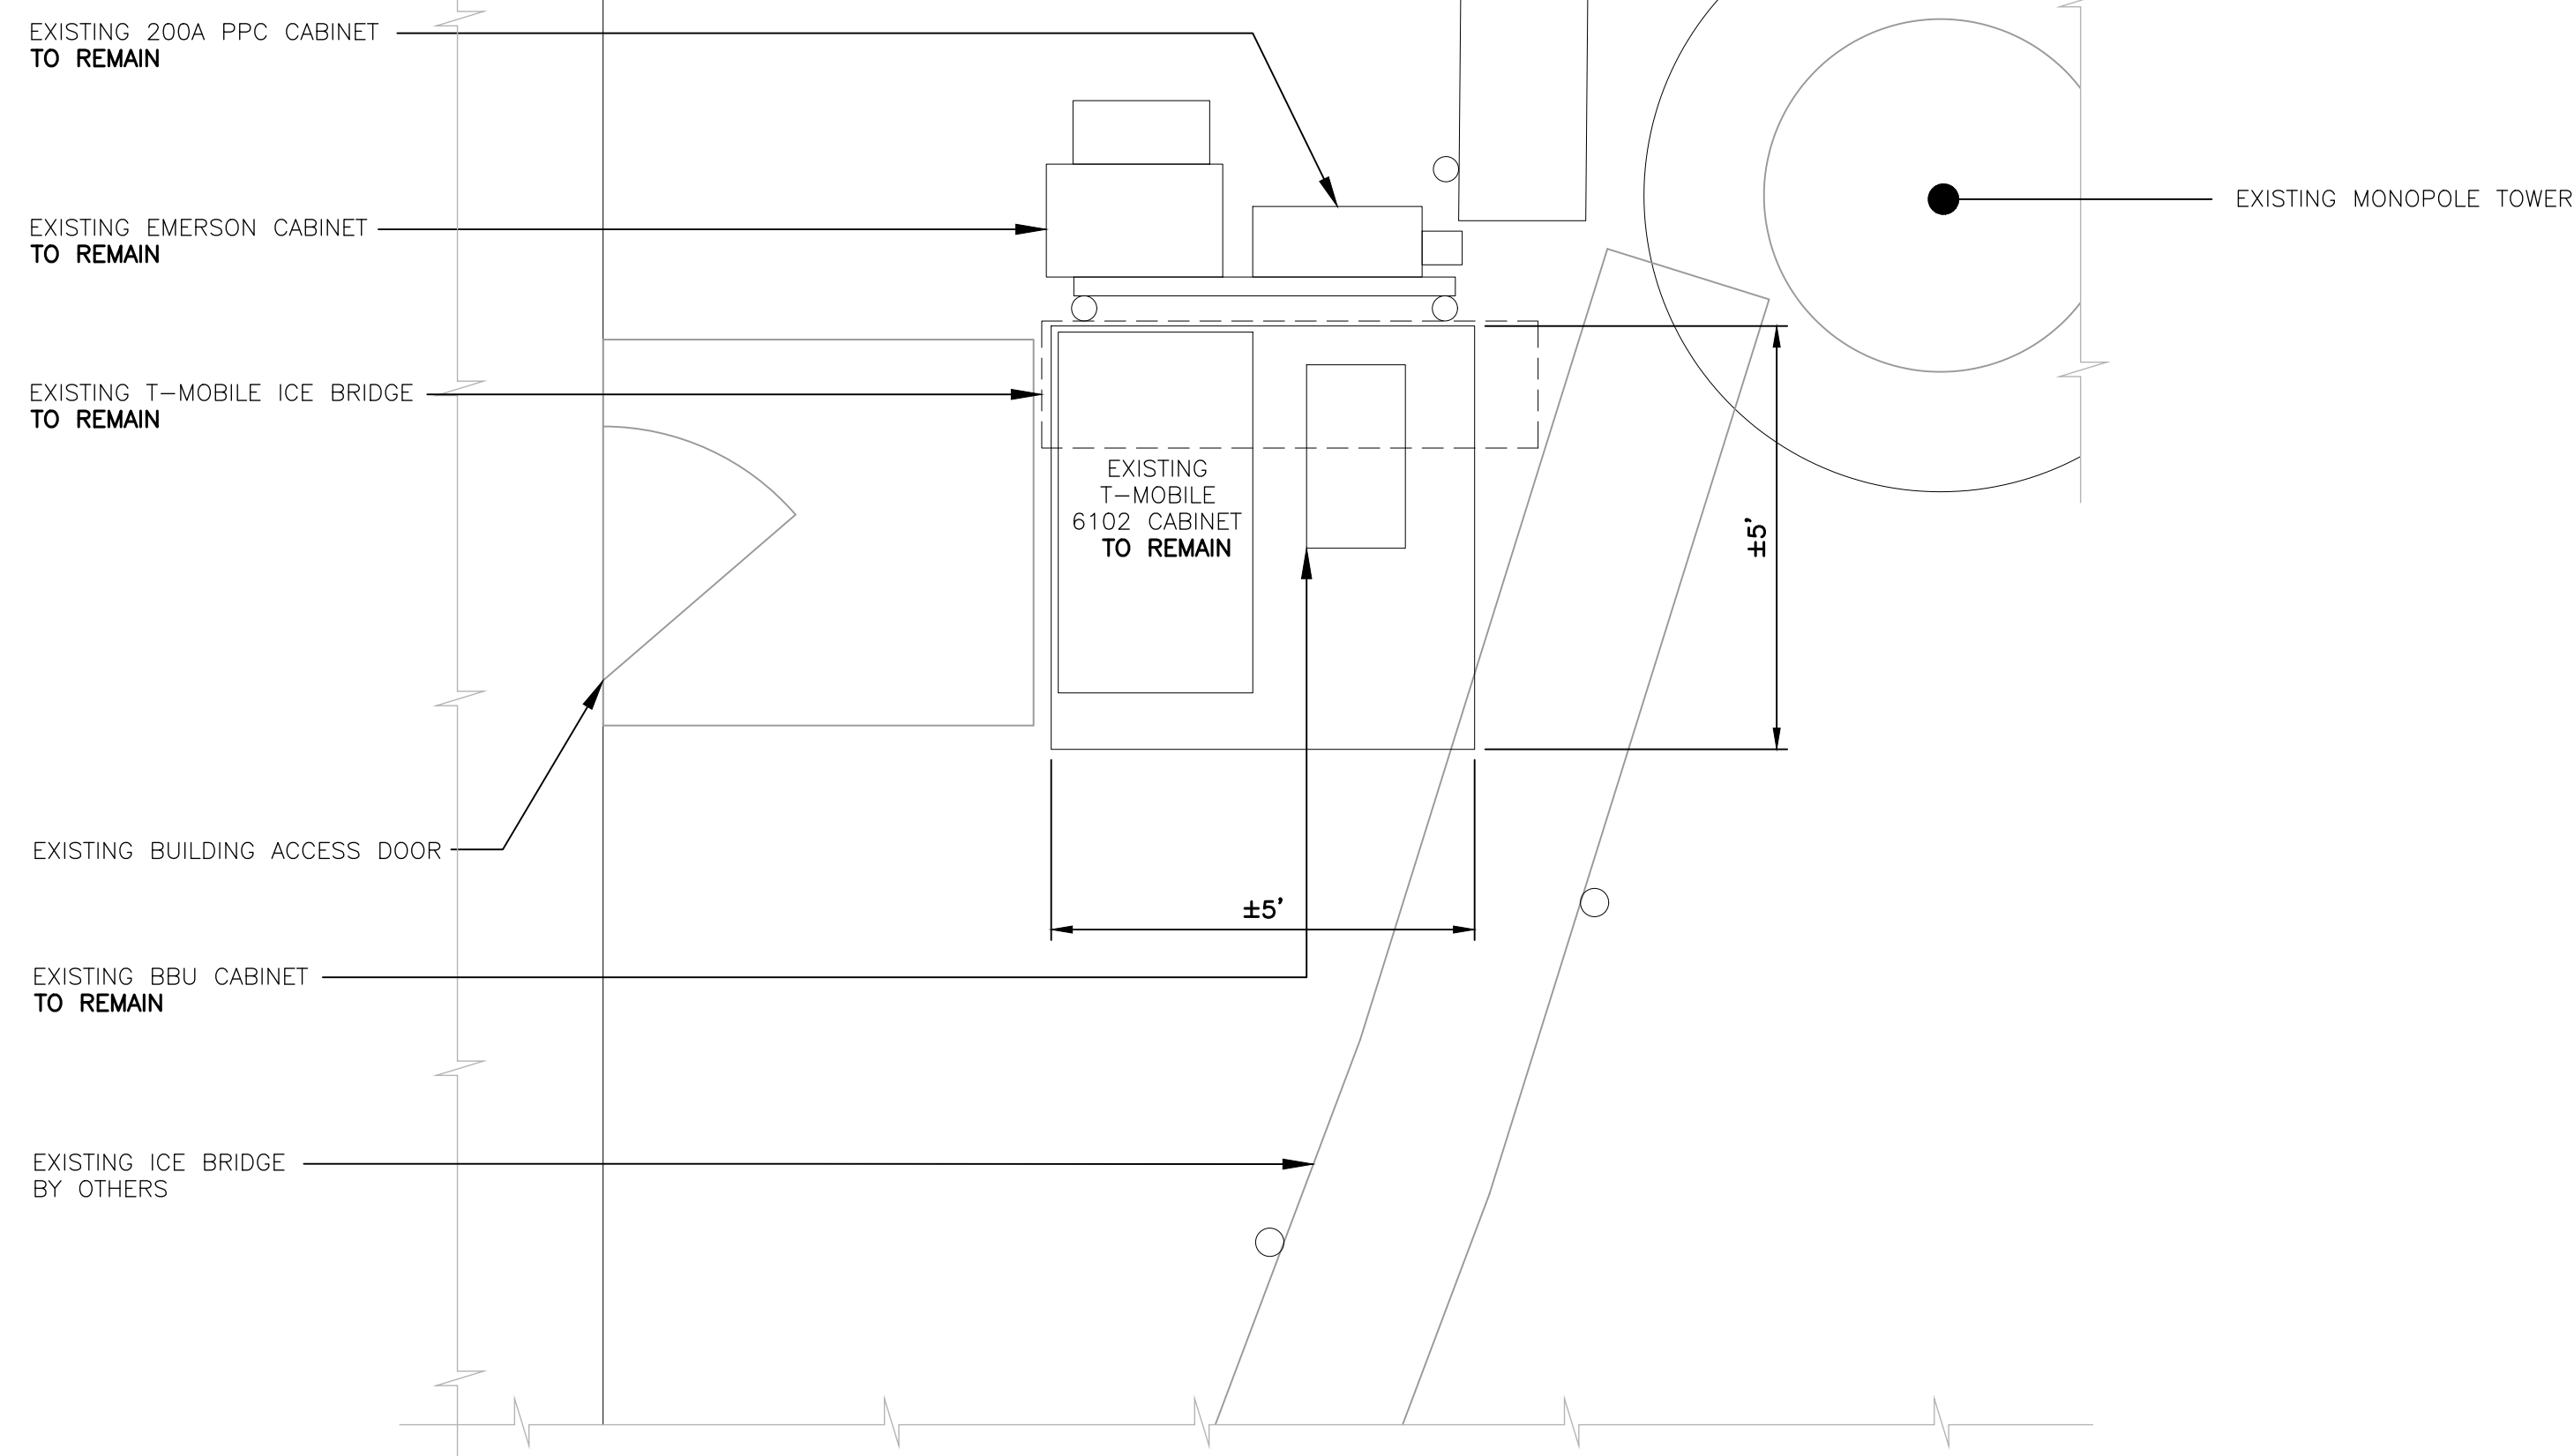 EXISTING 200A PPC CABINET
TO REMAIN
EXISTING EMERSON CABINET
TO REMAIN
EXISTING MONOPOLE TOWER
EXISTING T-MOBILE ICE BRIDGE
TO REMAIN
EXISTING
T-MOBILE
6102 CABINET
TO REMAIN
±5'
EXISTING BUILDING ACCESS DOOR
±5'
EXISTING BBU CABINET
TO REMAIN
EXISTING ICE BRIDGE
BY OTHERS